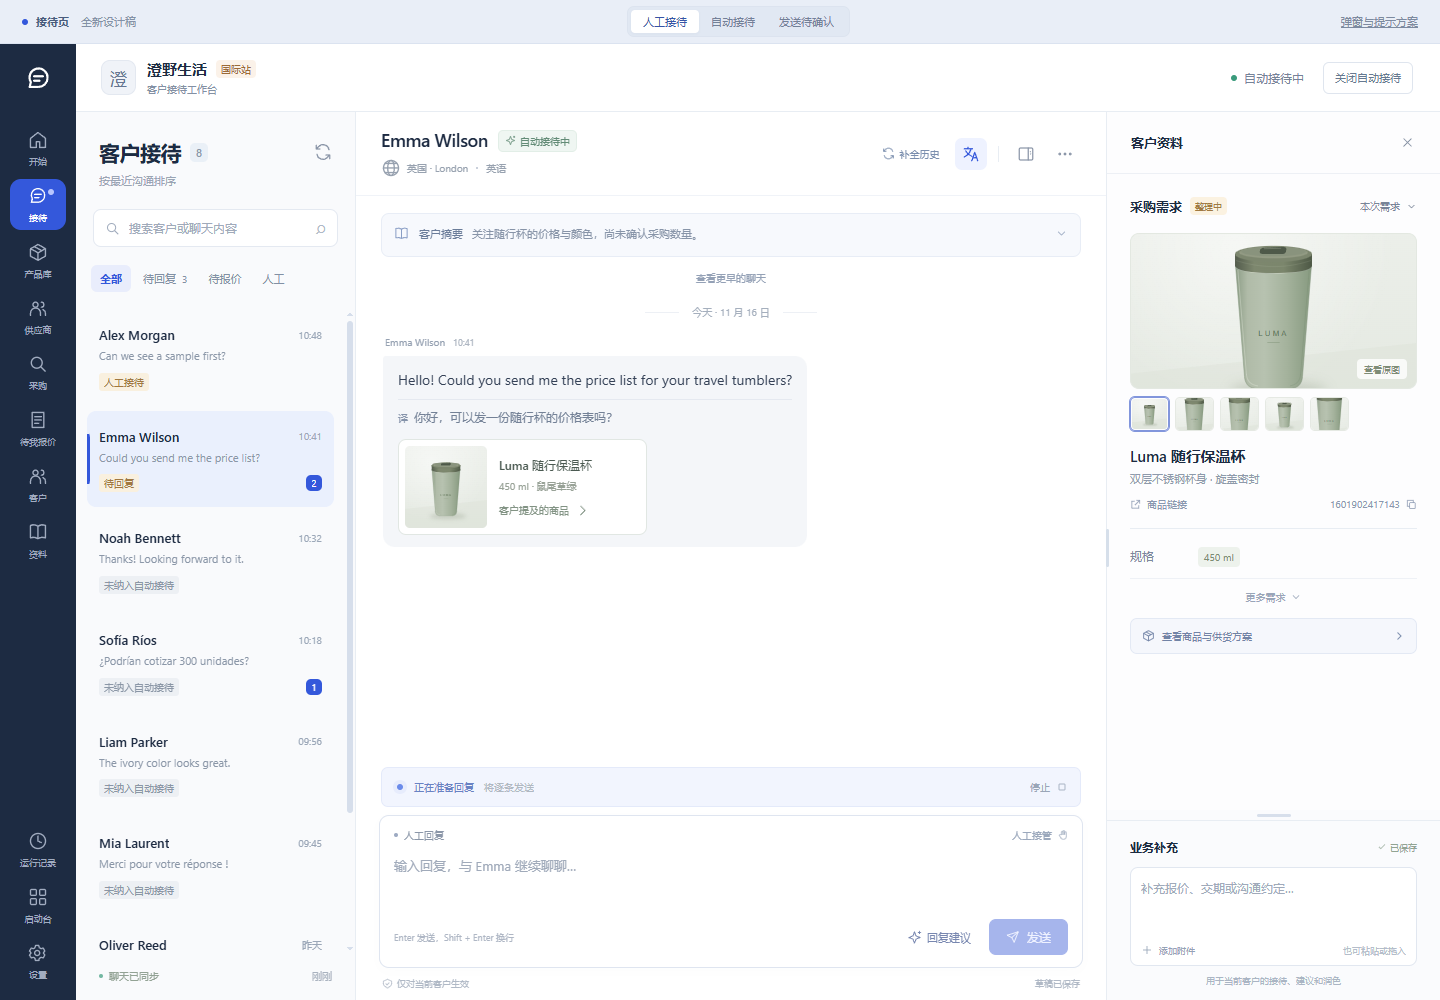 接待页 全新设计稿
人工接待 自动接待 发送待确认
弹窗与提示方案
澄
澄野生活 国际站
客户接待工作台
自动接待中 关闭自动接待
开始
接待
产品库
供应商
采购
待我报价
客户
资料
运行记录
启动台
设置
客户接待 8
按最近沟通排序
搜索客户或聊天内容
全部 待回复 3 待报价 人工
Alex Morgan 10:48
Can we see a sample first?
人工接待
Emma Wilson 10:41
Could you send me the price list?
待回复 2
Noah Bennett 10:32
Thanks! Looking forward to it.
未纳入自动接待
Sofía Ríos 10:18
¿Podrían cotizar 300 unidades?
未纳入自动接待 1
Liam Parker 09:56
The ivory color looks great.
未纳入自动接待
Mia Laurent 09:45
Merci pour votre réponse !
未纳入自动接待
Oliver Reed 昨天
聊天已同步 刚刚
Emma Wilson 自动接待中
英国 · London · 英语
补全历史
客户摘要 关注随行杯的价格与颜色，尚未确认采购数量。
查看更早的聊天
今天 · 11 月 16 日
Emma Wilson 10:41
Hello! Could you send me the price list for your travel tumblers?
译 你好，可以发一份随行杯的价格表吗？
LUMA
Luma 随行保温杯
450 ml · 鼠尾草绿
客户提及的商品
正在准备回复 将逐条发送 停止
人工回复 人工接管
输入回复，与 Emma 继续聊聊...
Enter 发送，Shift + Enter 换行
回复建议 发送
仅对当前客户生效 草稿已保存
客户资料
采购需求 整理中 本次需求
LUMA
查看原图
Luma 随行保温杯
双层不锈钢杯身 · 旋盖密封
商品链接 1601902417143
规格 450 ml
更多需求
查看商品与供货方案
业务补充 已保存
补充报价、交期或沟通约定...
添加附件 也可粘贴或拖入
用于当前客户的接待、建议和润色